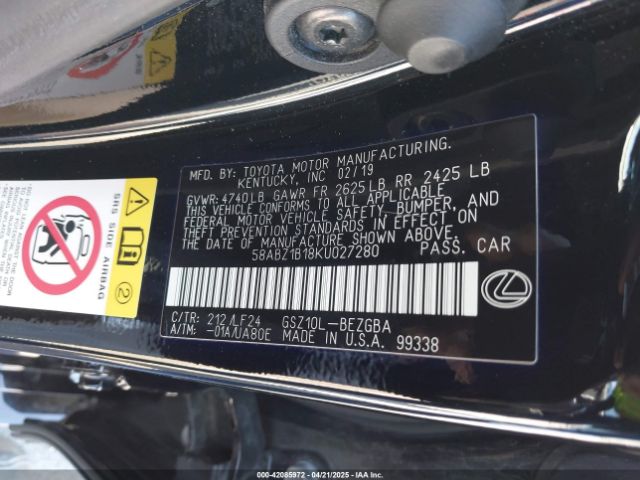 MFD. BY: TOYOTA MOTOR MANUFACTURING.
KENTUCKY, INC 02/19
GVWR: 4740LB GAWR FR 2625LB RR 2425 LB
THIS VEHICLE CONFORMS TO ALL APPLICABLE
FEDERAL MOTOR VEHICLE SAFETY, BUMPER, AND
THEFT PREVENTION STANDARDS IN EFFECT ON
THE DATE OF MANUFACTURE SHOWN ABOVE.
58ABZ1B18KU027280 PASS. CAR
C/TR: 212 /LF24 GSZ10L-BEZGBA
A/TM: -01A/UA80E MADE IN U.S.A. 99338
SRS SIDE AIRBAG
2
000-42085972 - 04/21/2025 - IAAI.COM